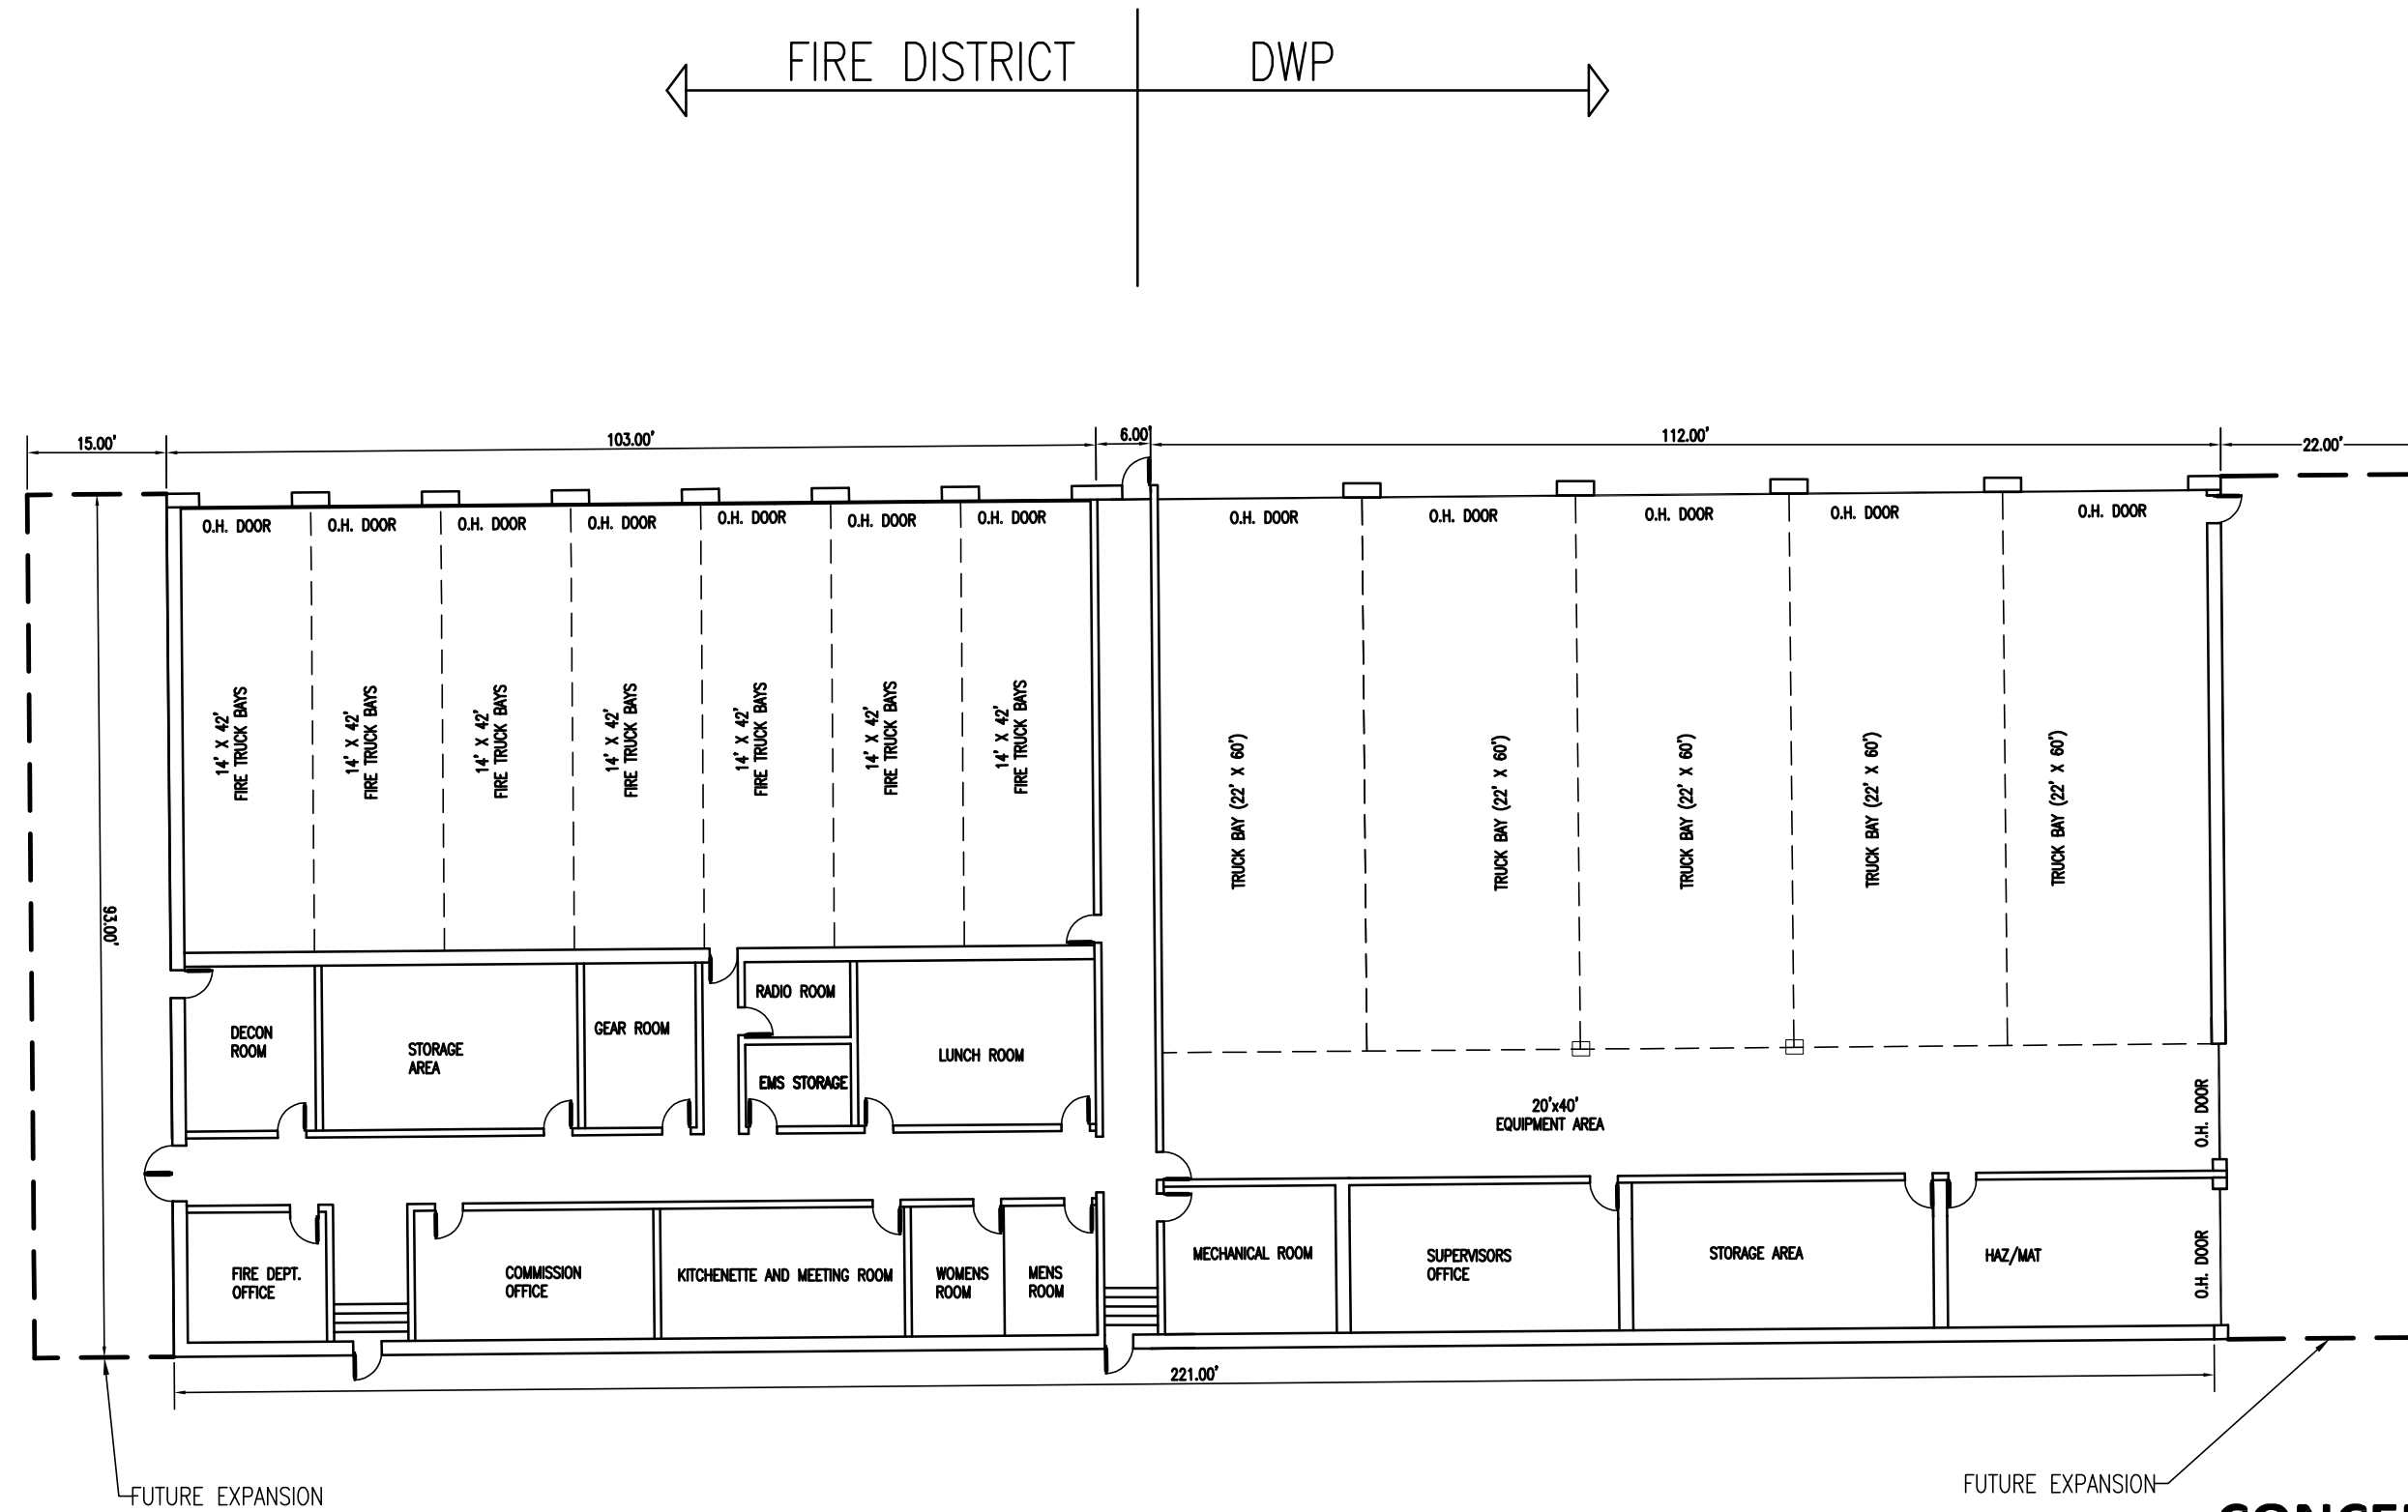 FIRE DISTRICT
DWP
15.00'
103.00'
6.00'
112.00'
22.00'
O.H. DOOR
O.H. DOOR
O.H. DOOR
O.H. DOOR
O.H. DOOR
O.H. DOOR
O.H. DOOR
O.H. DOOR
O.H. DOOR
O.H. DOOR
O.H. DOOR
O.H. DOOR
14' X 42'
FIRE TRUCK BAYS
14' X 42'
FIRE TRUCK BAYS
14' X 42'
FIRE TRUCK BAYS
14' X 42'
FIRE TRUCK BAYS
14' X 42'
FIRE TRUCK BAYS
14' X 42'
FIRE TRUCK BAYS
14' X 42'
FIRE TRUCK BAYS
TRUCK BAY (22' X 60')
TRUCK BAY (22' X 60')
TRUCK BAY (22' X 60')
TRUCK BAY (22' X 60')
TRUCK BAY (22' X 60')
93.00'
DECON
ROOM
STORAGE
AREA
GEAR ROOM
RADIO ROOM
EMS STORAGE
LUNCH ROOM
20'x40'
EQUIPMENT AREA
O.H. DOOR
FIRE DEPT.
OFFICE
COMMISSION
OFFICE
KITCHENETTE AND MEETING ROOM
WOMENS
ROOM
MENS
ROOM
MECHANICAL ROOM
SUPERVISORS
OFFICE
STORAGE AREA
HAZ/MAT
O.H. DOOR
221.00'
FUTURE EXPANSION
FUTURE EXPANSION